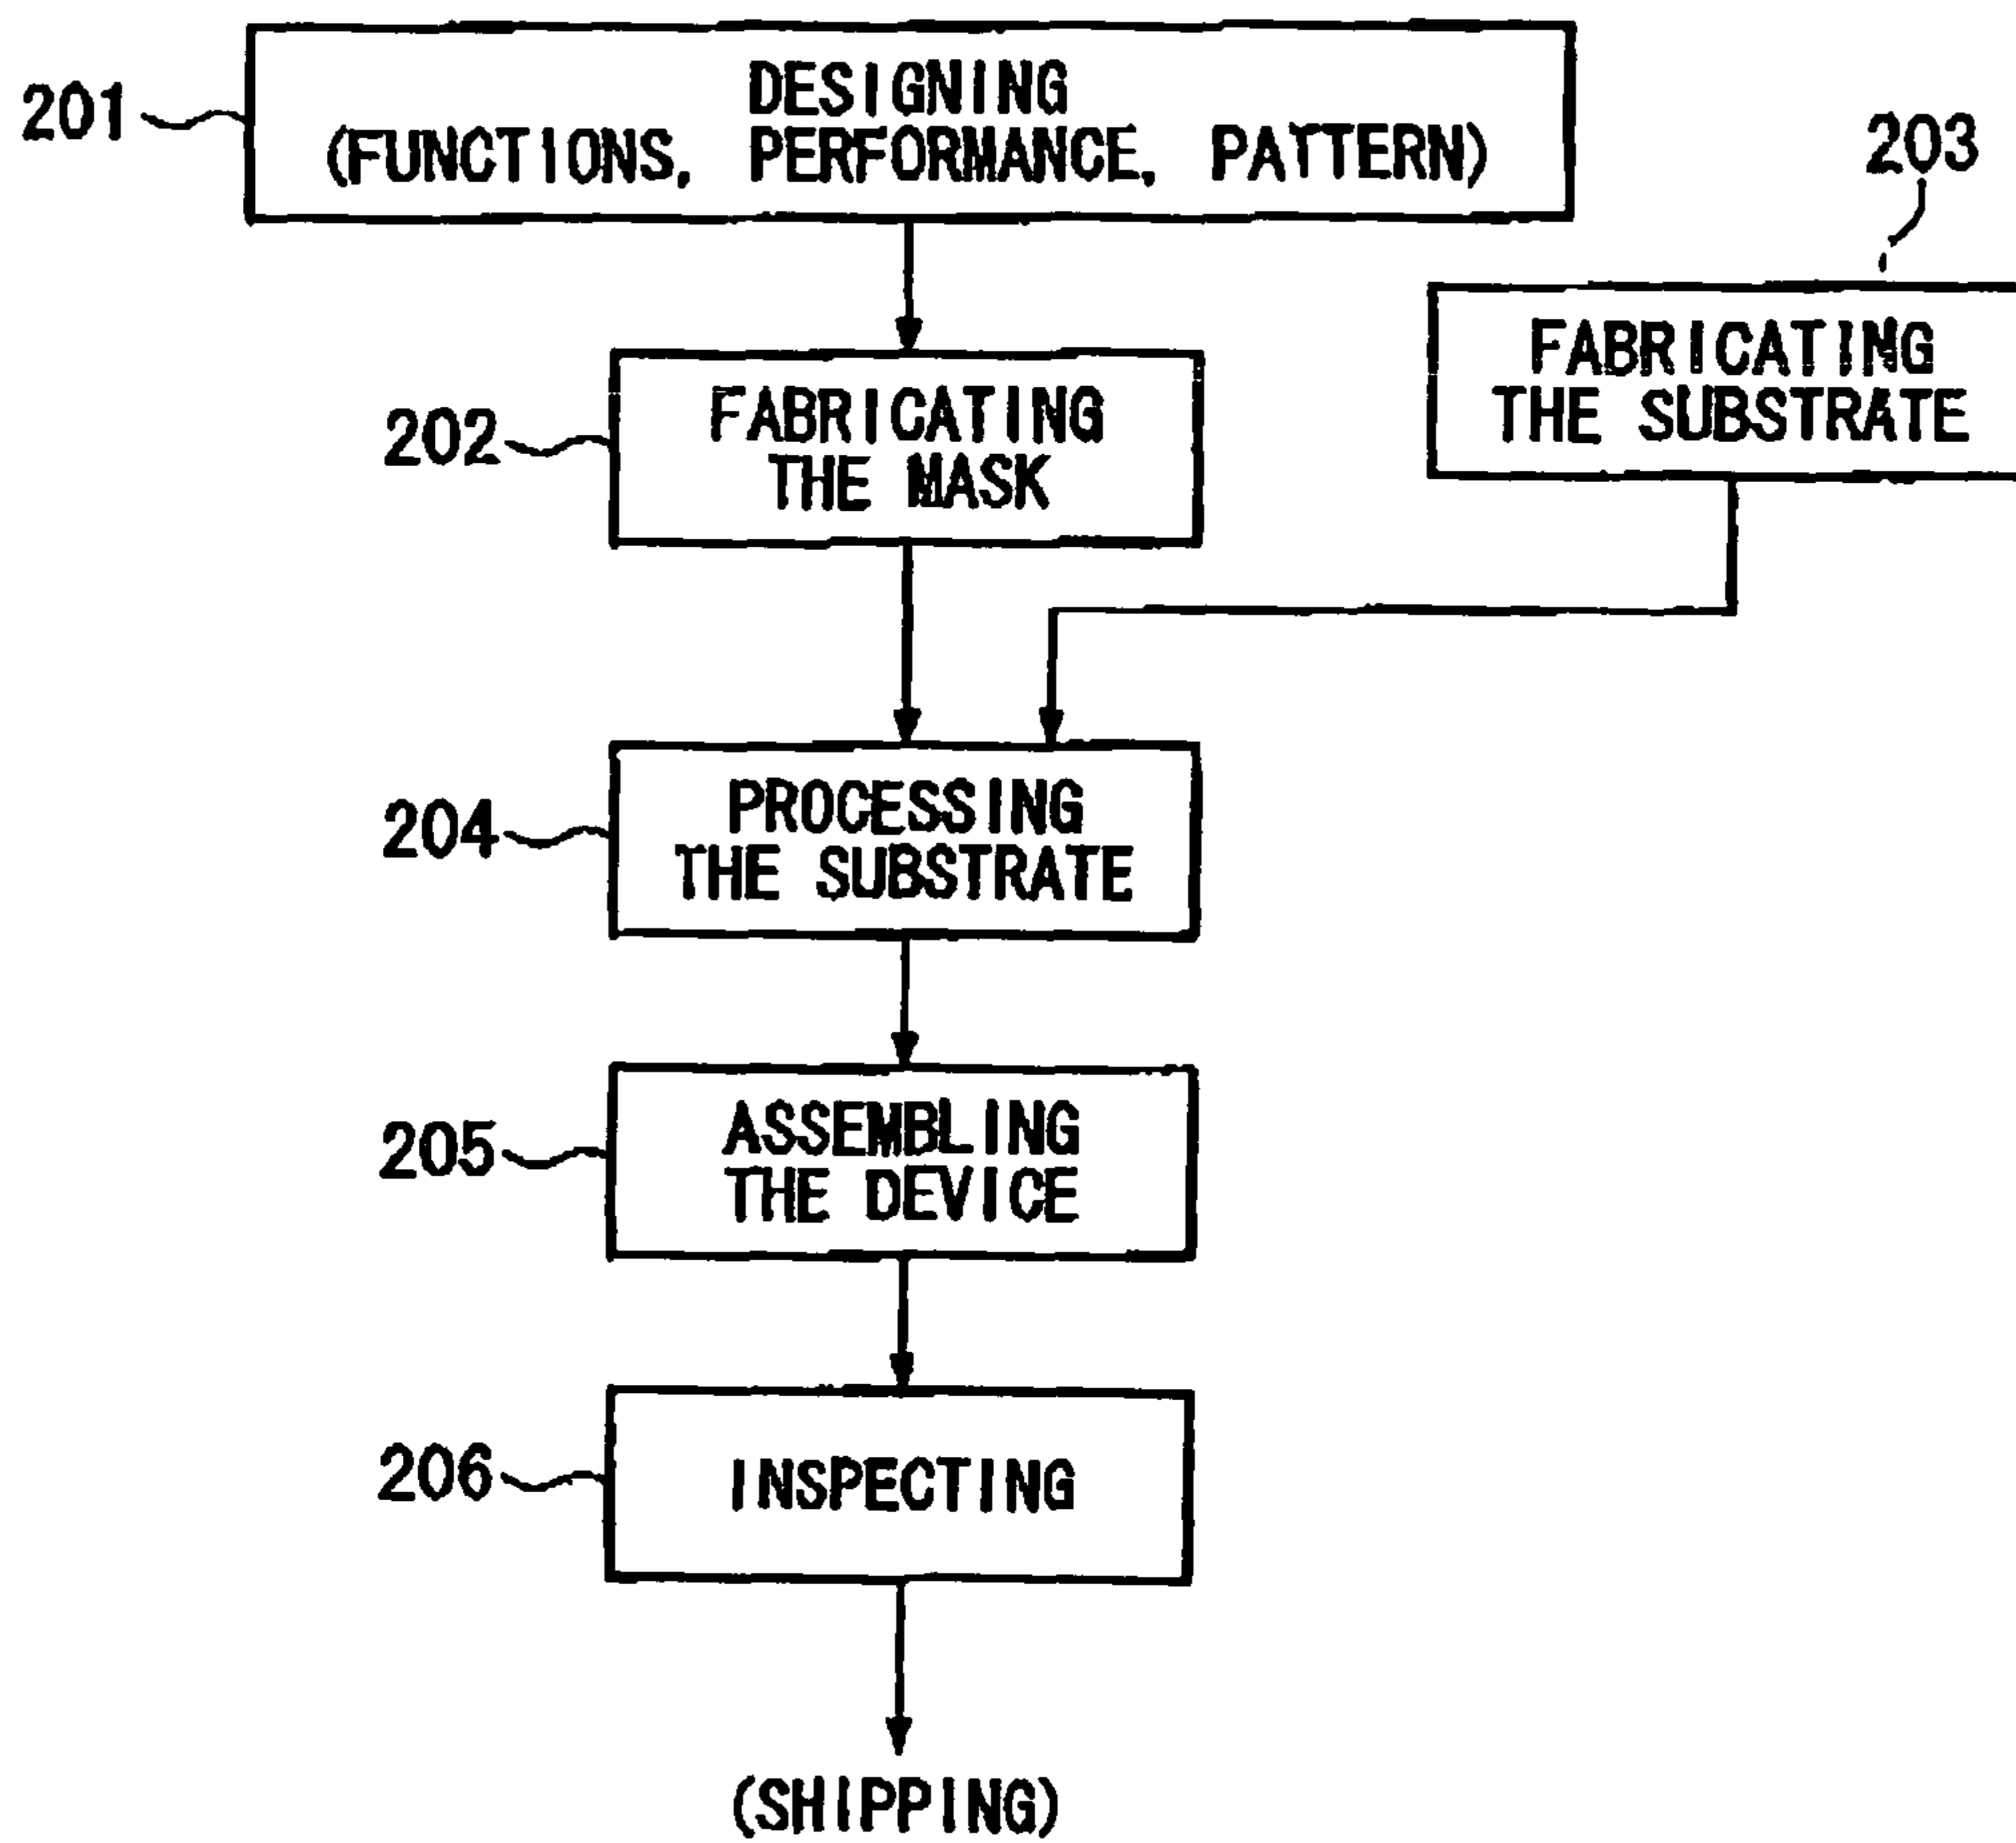 201
DESIGNING
(FUNCTIONS, PERFORMANCE, PATTERN)
203
FABRICATING
THE SUBSTRATE
202
FABRICATING
THE MASK
204
PROCESSING
THE SUBSTRATE
205
ASSEMBLING
THE DEVICE
206
INSPECTING
(SHIPPING)